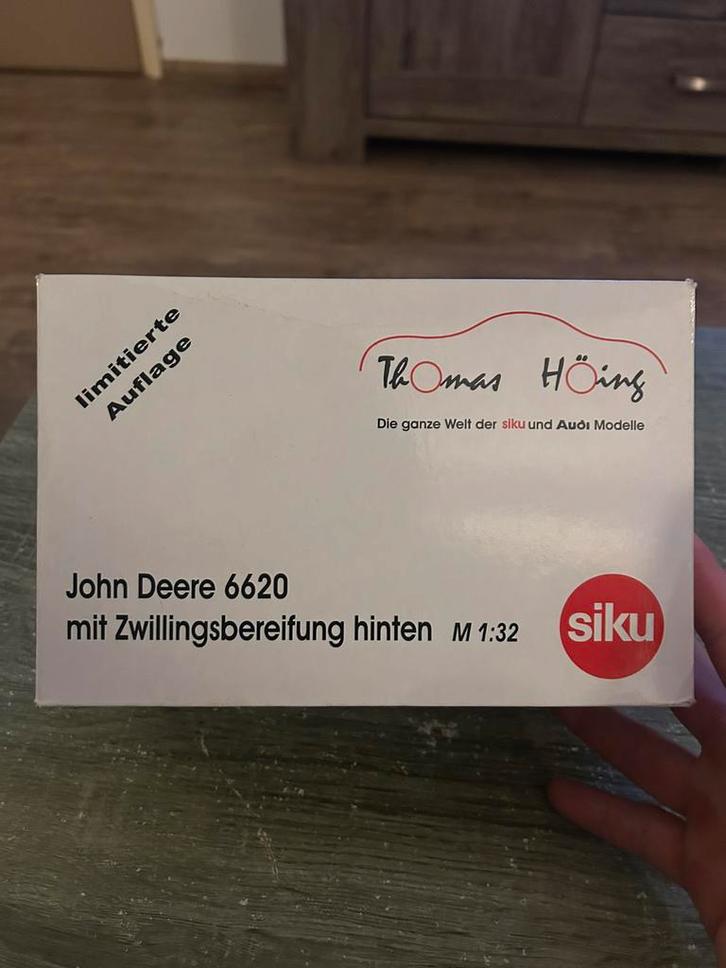 limitierte
Auflage
Thomas Höing
Die ganze Welt der siku und Audi Modelle
John Deere 6620
mit Zwillingsbereifung hinten M 1:32
siku